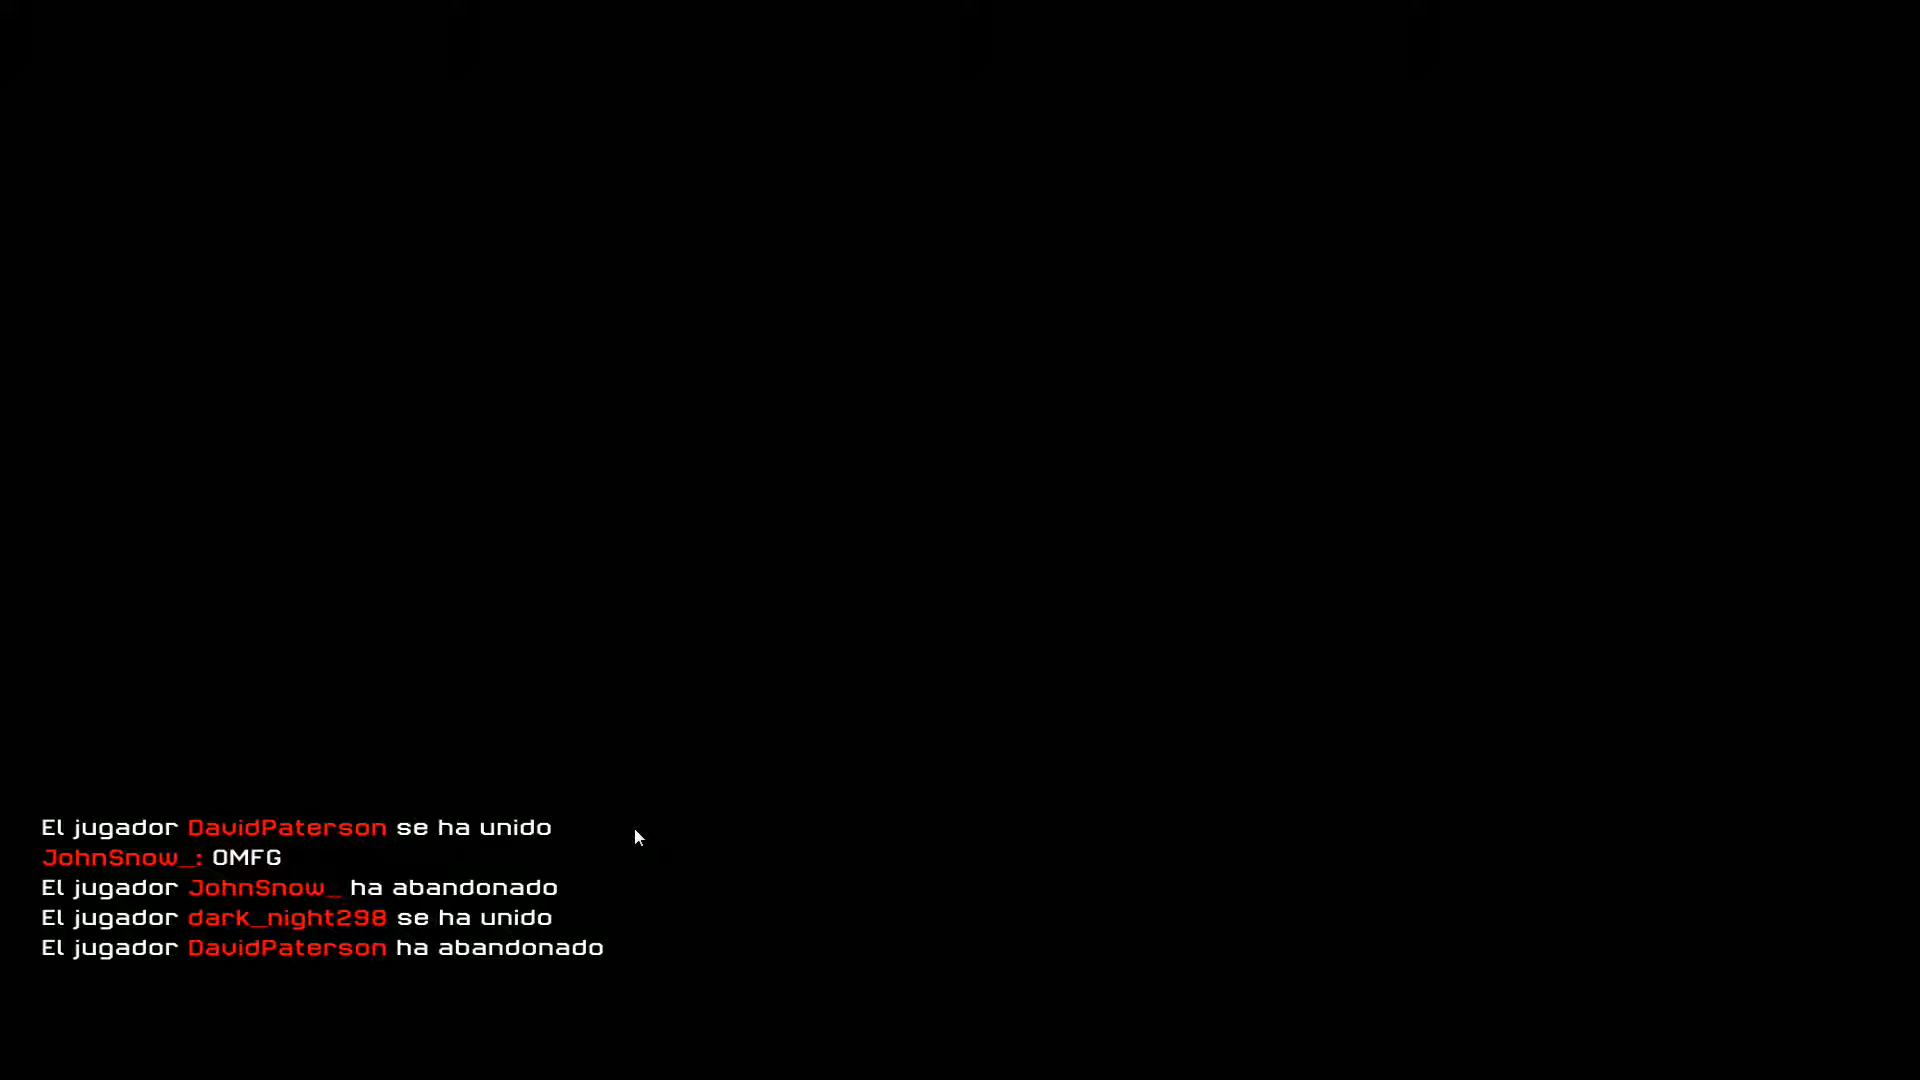 El jugador DavidPaterson se ha unido
JohnSnow_: OMFG
El jugador JohnSnow_ ha abandonado
El jugador dark_night298 se ha unido
El jugador DavidPaterson ha abandonado